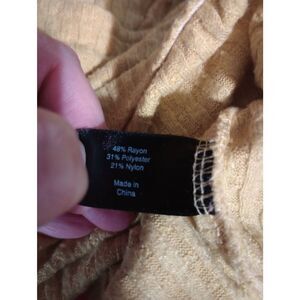 48% Rayon
31% Polyester
21% Nylon
Made in
China